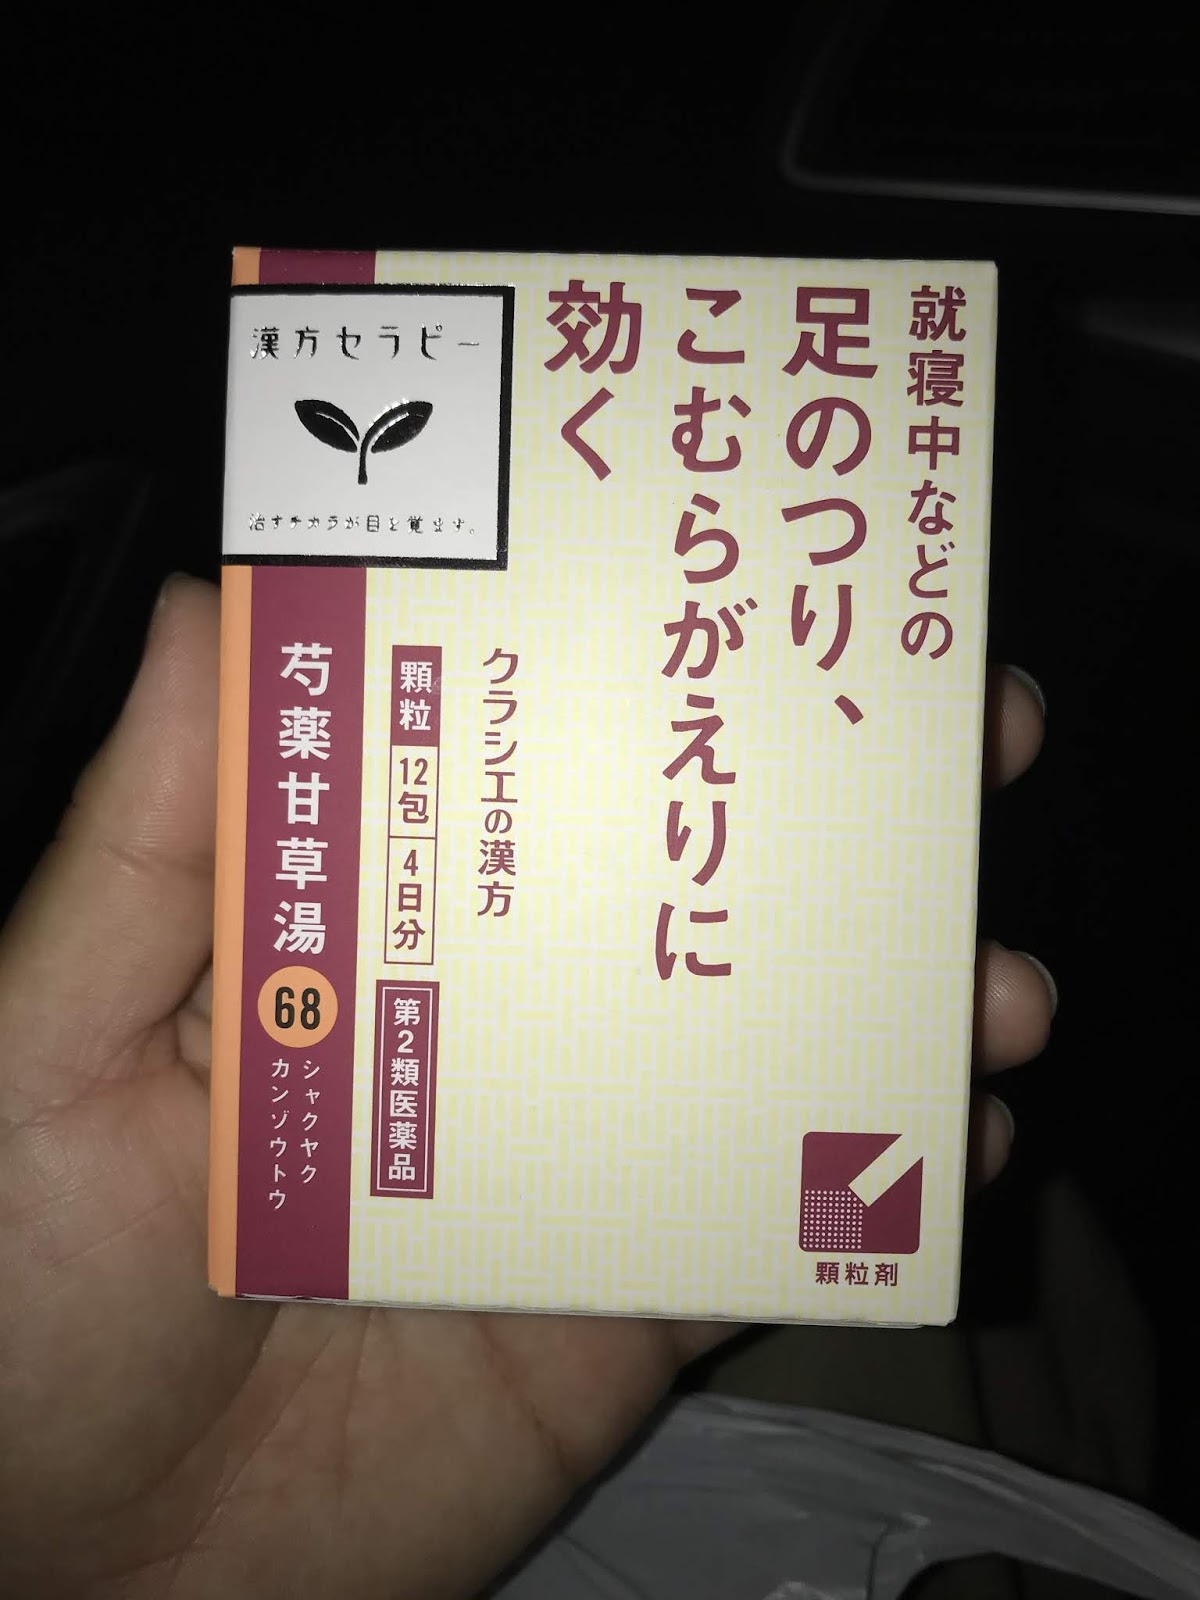 就寝中などの
足のつり、
こむらがえりに
効く
漢方セラピー
治すチカラが目を覚ます。
クラシエの漢方
顆粒 12包 4日分
第2類医薬品
芍薬甘草湯 68
シャクヤク
カンゾウトウ
顆粒剤